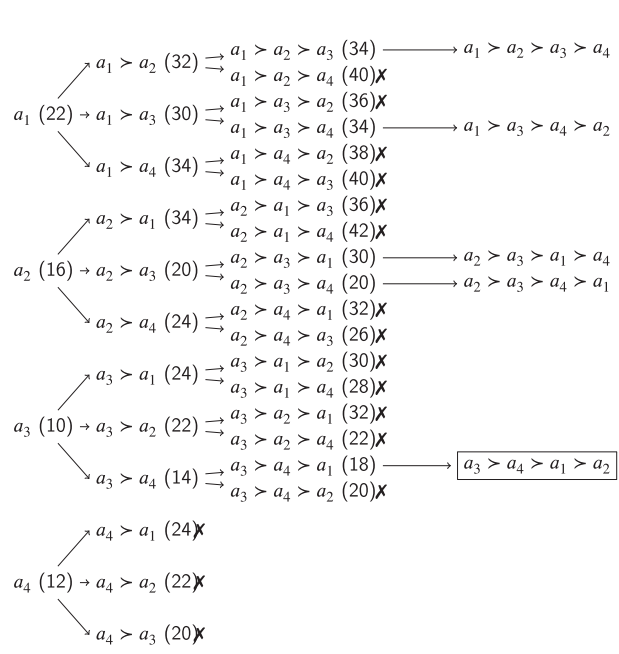 a1 ≻ a2 ≻ a3 (34) → a1 ≻ a2 ≻ a3 ≻ a4
a1 ≻ a2 (32)
a1 ≻ a2 ≻ a4 (40)✗
a1 ≻ a3 ≻ a2 (36)✗
a1 (22) → a1 ≻ a3 (30)
a1 ≻ a3 ≻ a4 (34) → a1 ≻ a3 ≻ a4 ≻ a2
a1 ≻ a4 ≻ a2 (38)✗
a1 ≻ a4 (34)
a1 ≻ a4 ≻ a3 (40)✗
a2 ≻ a1 ≻ a3 (36)✗
a2 ≻ a1 (34)
a2 ≻ a1 ≻ a4 (42)✗
a2 ≻ a3 ≻ a1 (30) → a2 ≻ a3 ≻ a1 ≻ a4
a2 (16) → a2 ≻ a3 (20)
a2 ≻ a3 ≻ a4 (20) → a2 ≻ a3 ≻ a4 ≻ a1
a2 ≻ a4 ≻ a1 (32)✗
a2 ≻ a4 (24)
a2 ≻ a4 ≻ a3 (26)✗
a3 ≻ a1 ≻ a2 (30)✗
a3 ≻ a1 (24)
a3 ≻ a1 ≻ a4 (28)✗
a3 ≻ a2 ≻ a1 (32)✗
a3 (10) → a3 ≻ a2 (22)
a3 ≻ a2 ≻ a4 (22)✗
a3 ≻ a4 ≻ a1 (18) → a3 ≻ a4 ≻ a1 ≻ a2
a3 ≻ a4 (14)
a3 ≻ a4 ≻ a2 (20)✗
a4 ≻ a1 (24)✗
a4 (12) → a4 ≻ a2 (22)✗
a4 ≻ a3 (20)✗